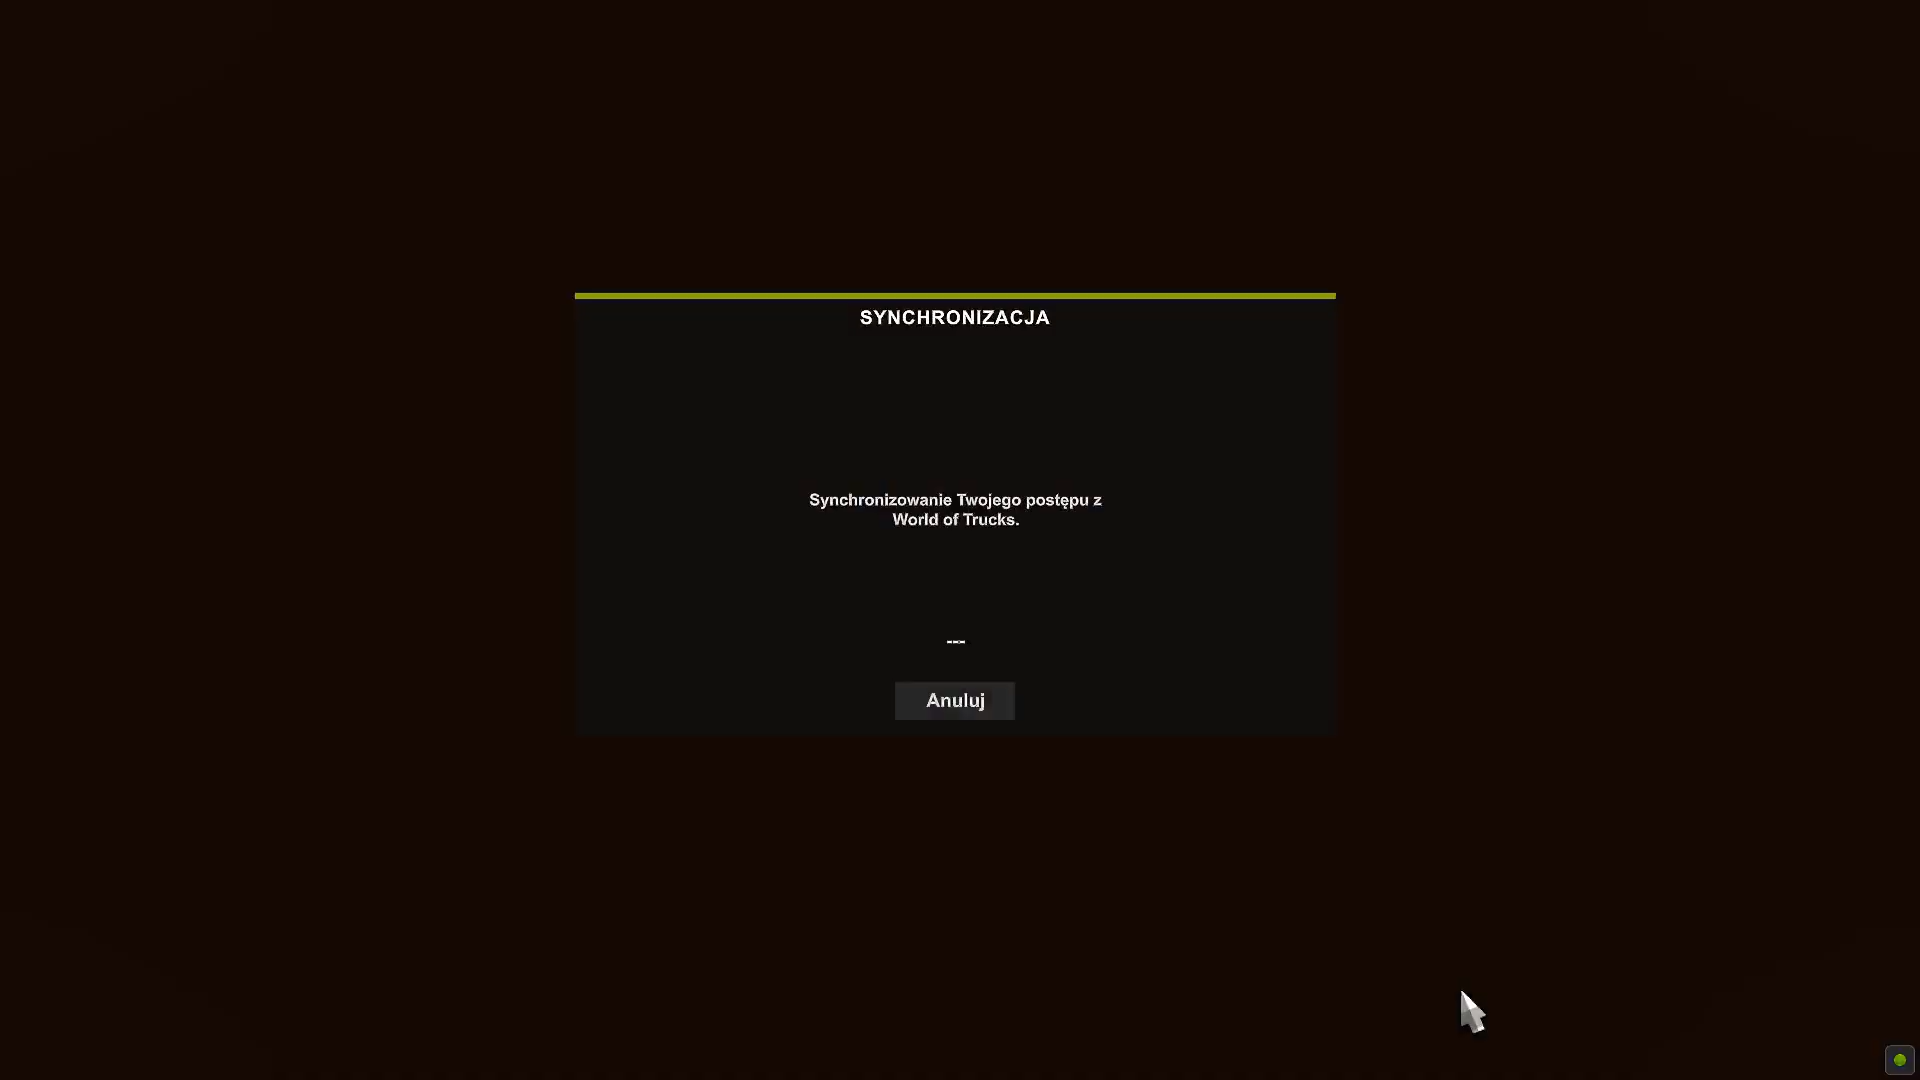 SYNCHRONIZACJA
Synchronizowanie Twojego postępu z
World of Trucks.
---
Anuluj